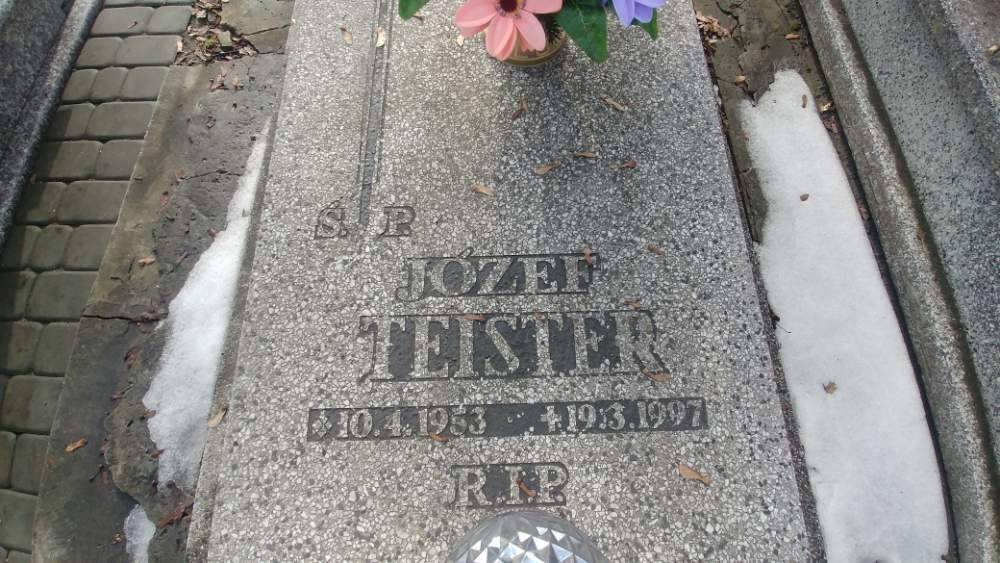 Ś. P.
JÓZEF
TEISTER
10.4.1953 · 19.3.1997
R.I.P.